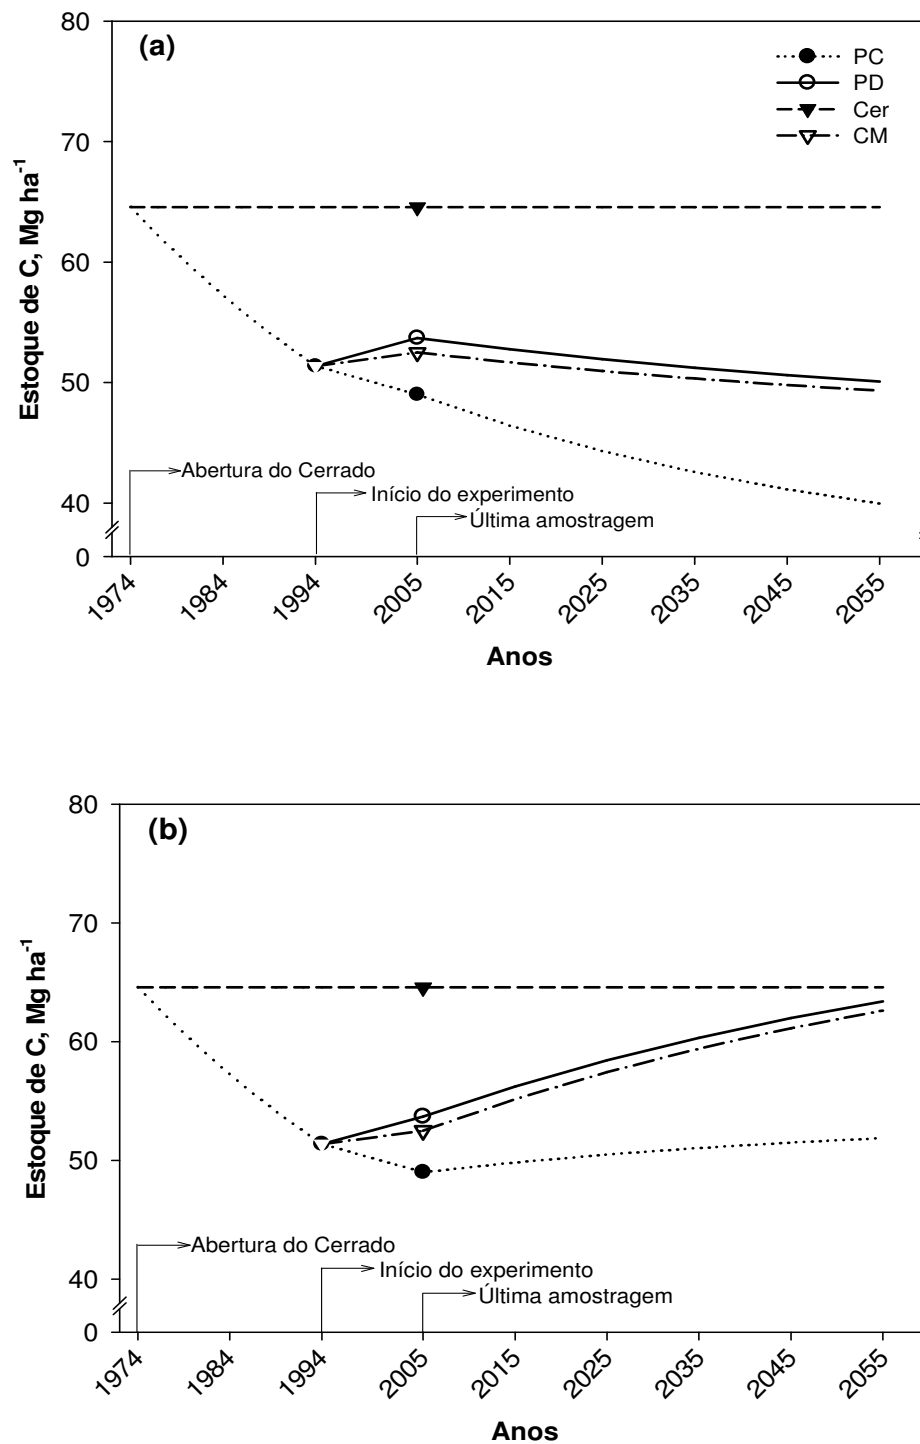 (a)
PC
PD
Cer
CM
Estoque de C, Mg ha-1
80
70
60
50
40
0
Abertura do Cerrado
Início do experimento
Última amostragem
1974
1984
1994
2005
2015
2025
2035
2045
2055
Anos
(b)
Estoque de C, Mg ha-1
80
70
60
50
40
0
Abertura do Cerrado
Início do experimento
Última amostragem
1974
1984
1994
2005
2015
2025
2035
2045
2055
Anos